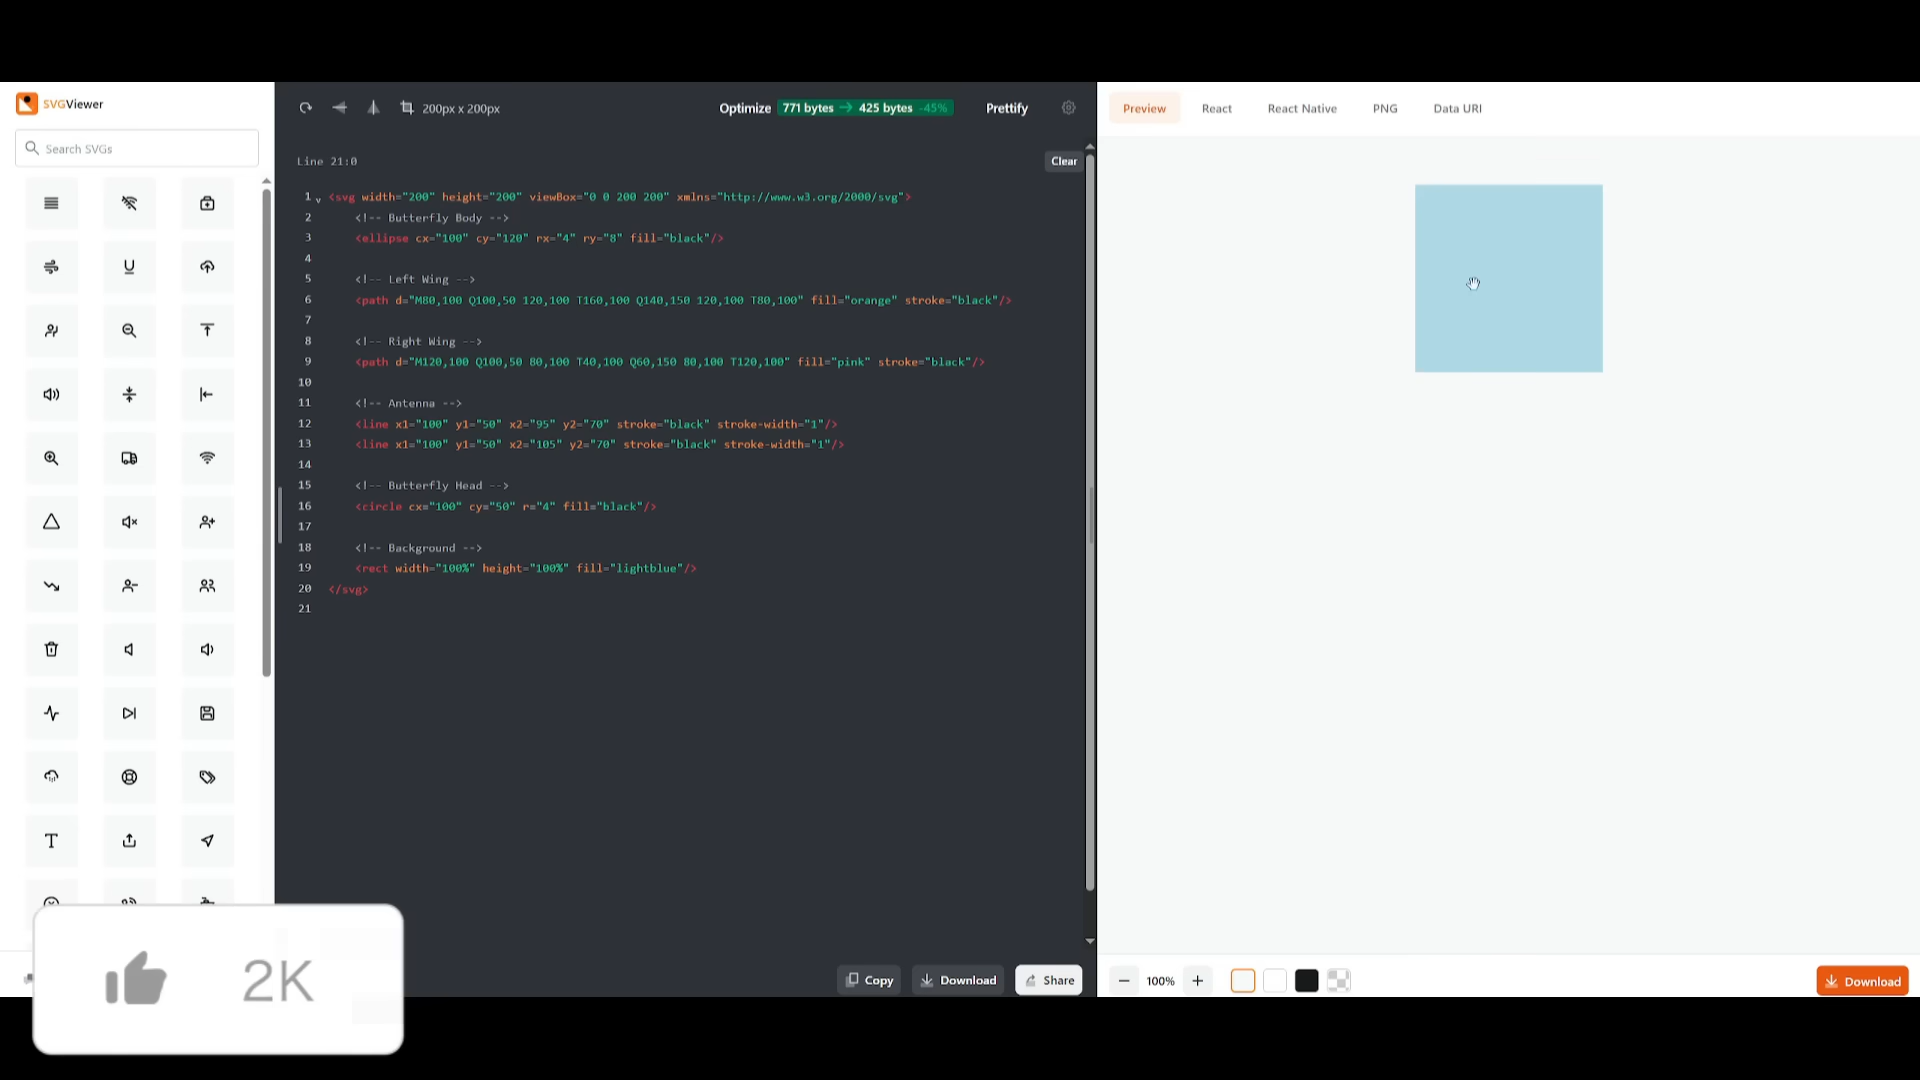 SVGViewer
Search SVGs
200px x 200px
Optimize 771 bytes → 425 bytes -45%
Prettify
Line 21:0
Clear
1 <svg width="200" height="200" viewBox="0 0 200 200" xmlns="http://www.w3.org/2000/svg">
2 <!-- Butterfly Body -->
3 <ellipse cx="100" cy="120" rx="4" ry="8" fill="black"/>
4
5 <!-- Left Wing -->
6 <path d="M80,100 Q100,50 120,100 T160,100 Q140,150 120,100 T80,100" fill="orange" stroke="black"/>
7
8 <!-- Right Wing -->
9 <path d="M120,100 Q100,50 80,100 T40,100 Q60,150 80,100 T120,100" fill="pink" stroke="black"/>
10
11 <!-- Antenna -->
12 <line x1="100" y1="50" x2="95" y2="70" stroke="black" stroke-width="1"/>
13 <line x1="100" y1="50" x2="105" y2="70" stroke="black" stroke-width="1"/>
14
15 <!-- Butterfly Head -->
16 <circle cx="100" cy="50" r="4" fill="black"/>
17
18 <!-- Background -->
19 <rect width="100%" height="100%" fill="lightblue"/>
20 </svg>
21
Copy
Download
Share
Preview
React
React Native
PNG
Data URI
100%
Download
2K